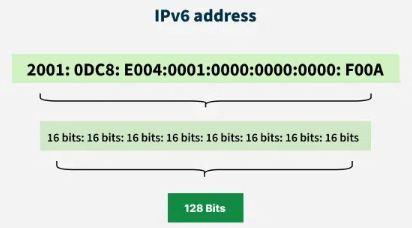 IPv6 address
2001: 0DC8: E004:0001:0000:0000:0000: F00A
16 bits: 16 bits: 16 bits: 16 bits: 16 bits: 16 bits: 16 bits: 16 bits
128 Bits